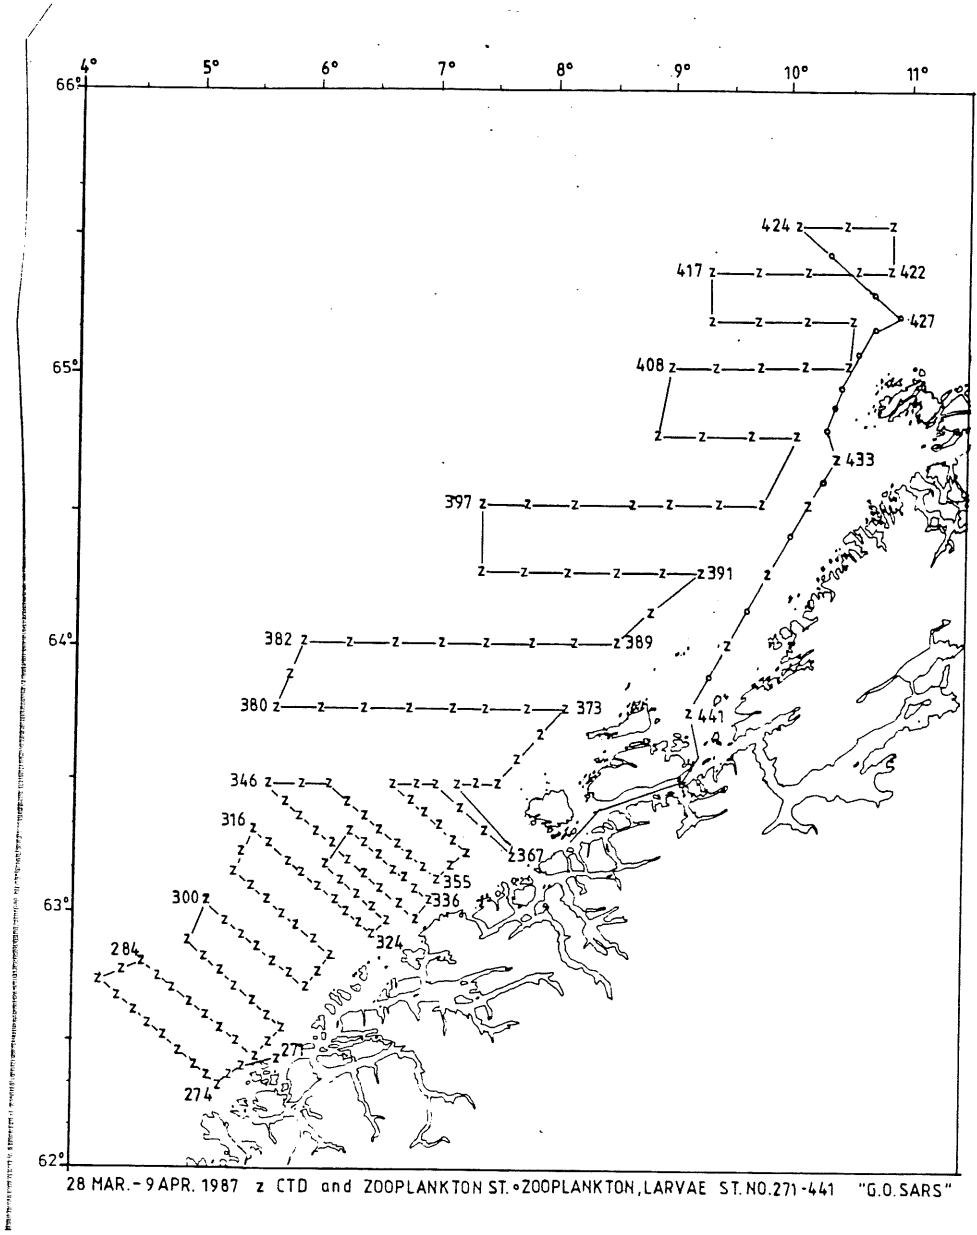 4° 5° 6° 7° 8° 9° 10° 11°
66°
424 z z z
417 z z z z z 422
z z z z 427
65°
408 z z z z z
z z z z
z 433
397 z z z z z z z z
z z z z z z 391
z
64°
382 z z z z z z z z 389
z
380 z z z z z z z z 373
z 441
346 z z z z z z z z z
316
367
355
300 336
63°
324
284
271
274
62°
28 MAR.-9 APR. 1987 z CTD and ZOOPLANKTON ST. ∘ZOOPLANKTON, LARVAE ST. NO. 271-441 "G.O. SARS"